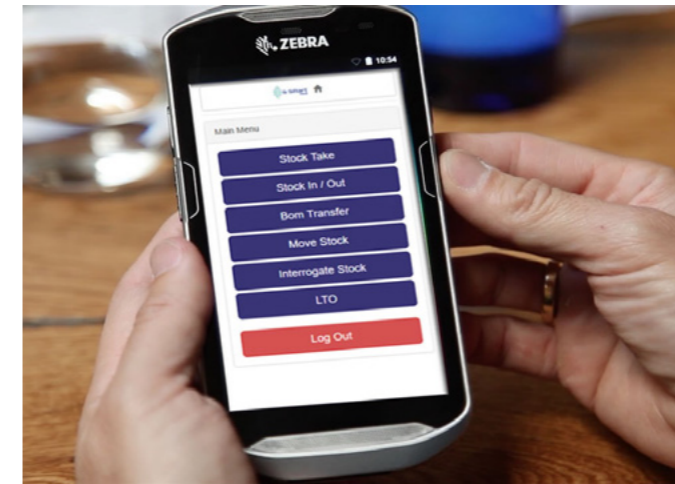 ZEBRA
10:54
Main Menu
Stock Take
Stock In / Out
Bom Transfer
Move Stock
Interrogate Stock
LTO
Log Out